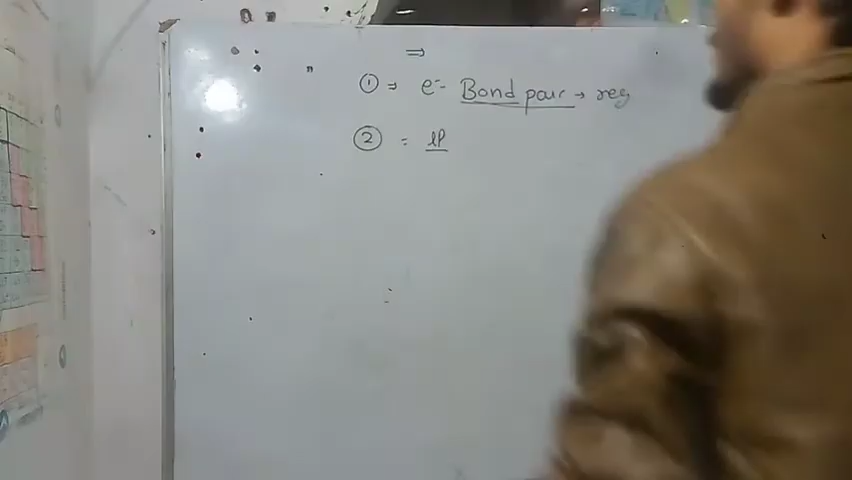 ⇒
① ⇒ e⁻- Bond pair → reg
② = lP